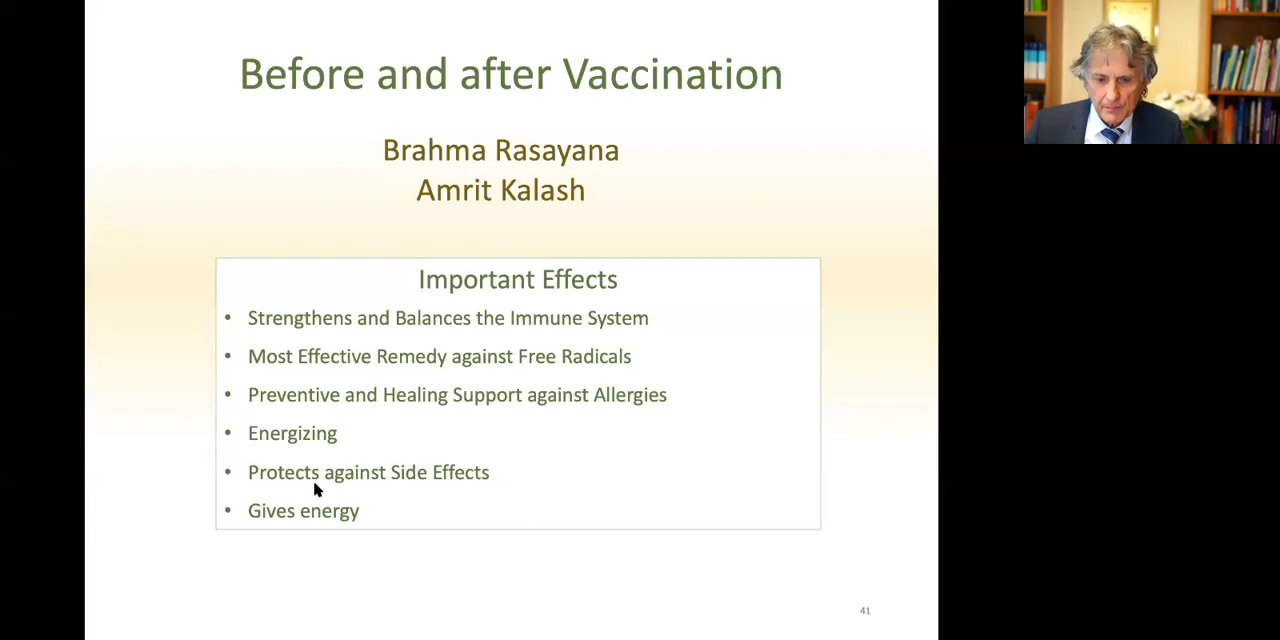 Before and after Vaccination
Brahma Rasayana
Amrit Kalash
Important Effects
• Strengthens and Balances the Immune System
• Most Effective Remedy against Free Radicals
• Preventive and Healing Support against Allergies
• Energizing
• Protects against Side Effects
• Gives energy
41